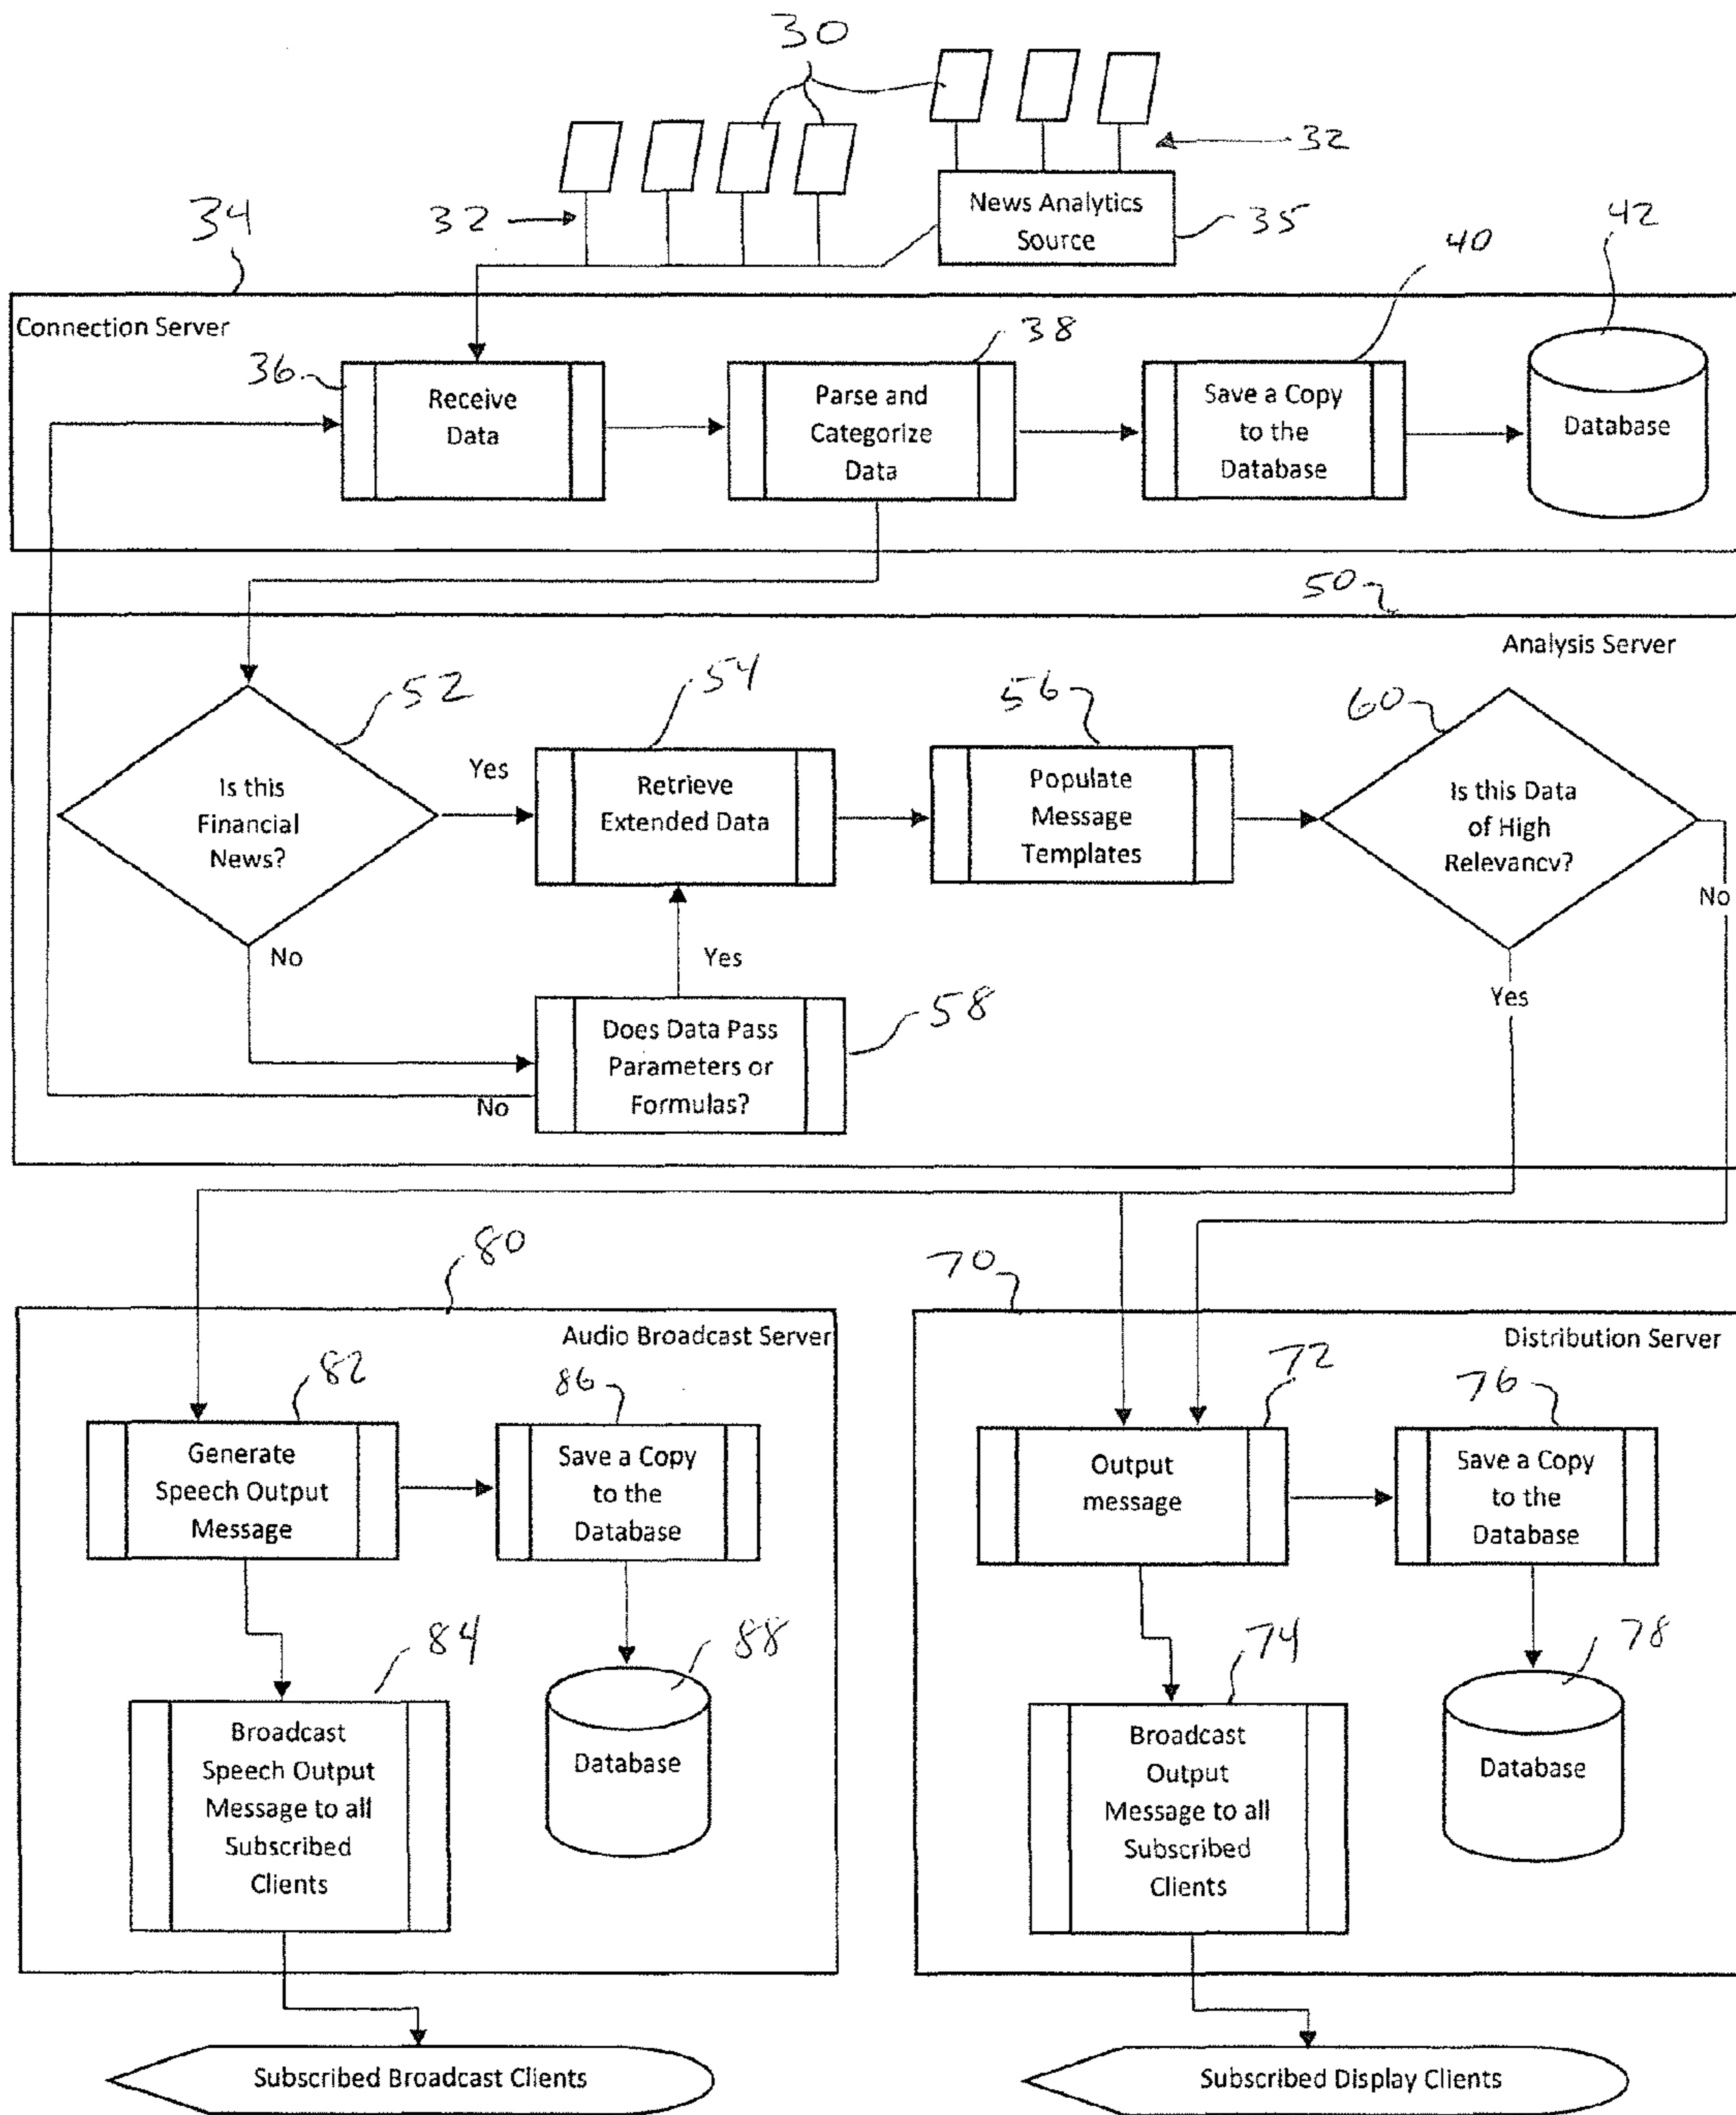 30
32
32
News Analytics
Source
35
34
40
42
Connection Server
36
38
Receive
Data
Parse and
Categorize
Data
Save a Copy
to the
Database
Database
50
Analysis Server
52
54
56
60
Is this
Financial
News?
Yes
Retrieve
Extended Data
Populate
Message
Templates
Is this Data
of High
Relevancy?
No
No
Yes
Yes
58
Does Data Pass
Parameters or
Formulas?
No
80
70
Audio Broadcast Server
Distribution Server
82
86
72
76
Generate
Speech Output
Message
Save a Copy
to the
Database
Output
message
Save a Copy
to the
Database
84
88
74
78
Broadcast
Speech Output
Message to all
Subscribed
Clients
Database
Broadcast
Output
Message to all
Subscribed
Clients
Database
Subscribed Broadcast Clients
Subscribed Display Clients